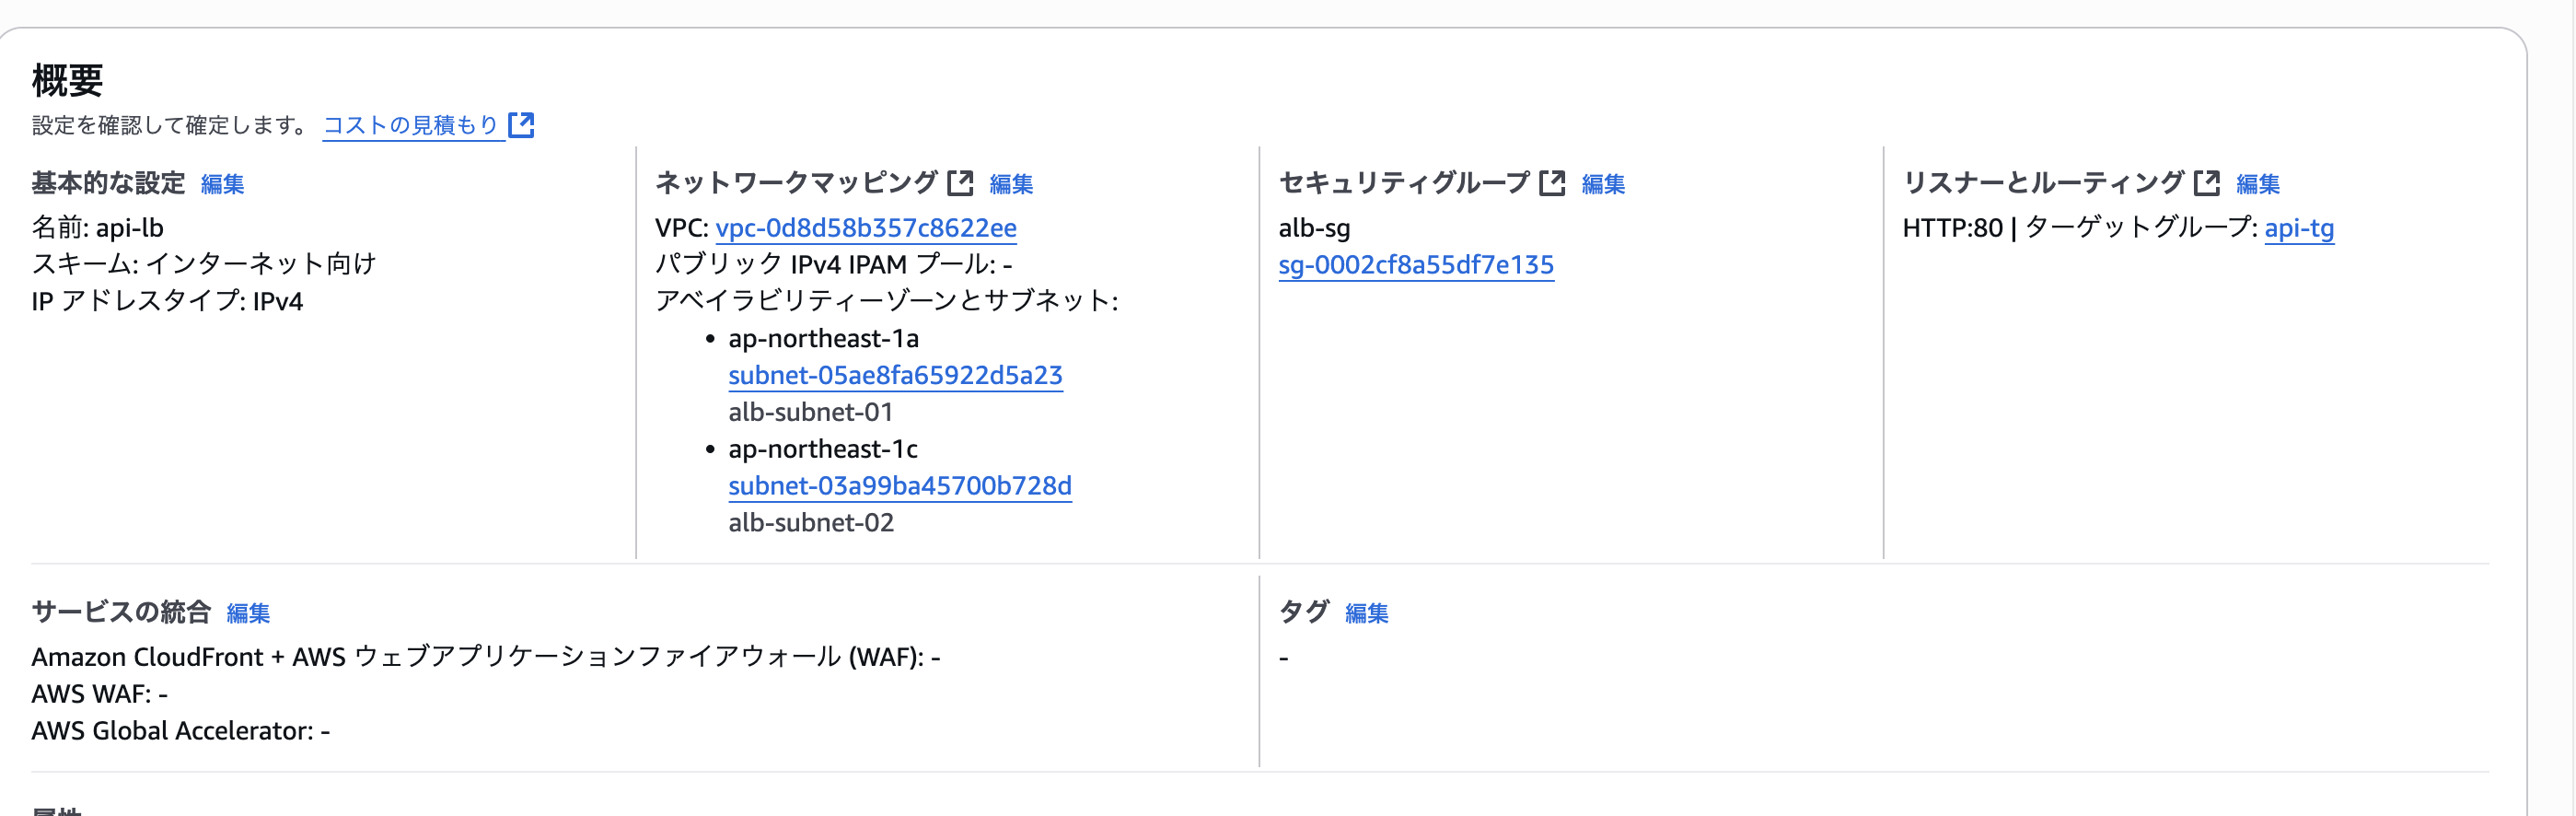 概要
設定を確認して確定します。 コストの見積もり
基本的な設定 編集
名前: api-lb
スキーム: インターネット向け
IP アドレスタイプ: IPv4
ネットワークマッピング 編集
VPC: vpc-0d8d58b357c8622ee
パブリック IPv4 IPAM プール: -
アベイラビリティーゾーンとサブネット:
• ap-northeast-1a
subnet-05ae8fa65922d5a23
alb-subnet-01
• ap-northeast-1c
subnet-03a99ba45700b728d
alb-subnet-02
セキュリティグループ 編集
alb-sg
sg-0002cf8a55df7e135
リスナーとルーティング 編集
HTTP:80 | ターゲットグループ: api-tg
サービスの統合 編集
Amazon CloudFront + AWS ウェブアプリケーションファイアウォール (WAF): -
AWS WAF: -
AWS Global Accelerator: -
タグ 編集
-
属性